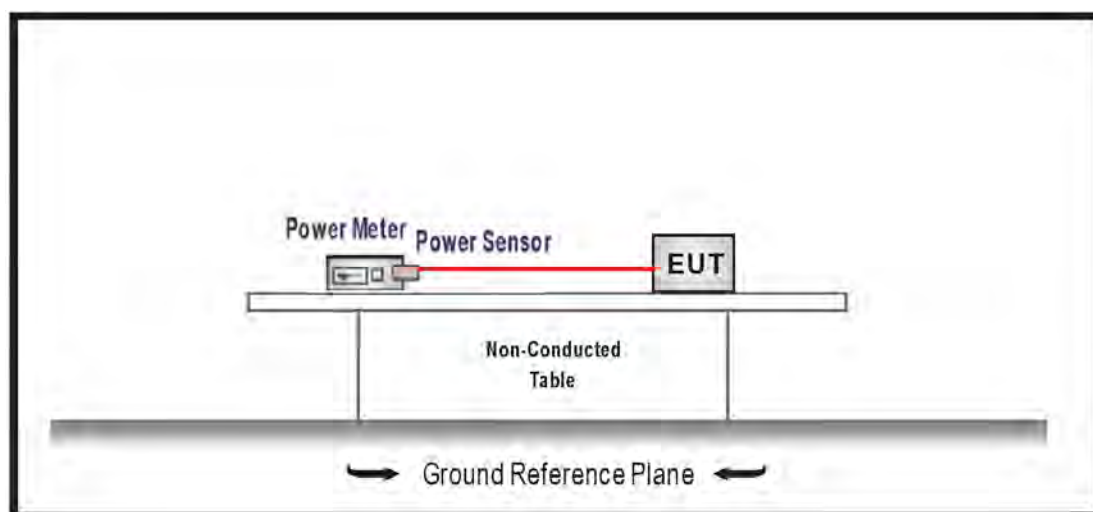 Power Meter
Power Sensor
EUT
Non-Conducted
Table
Ground Reference Plane